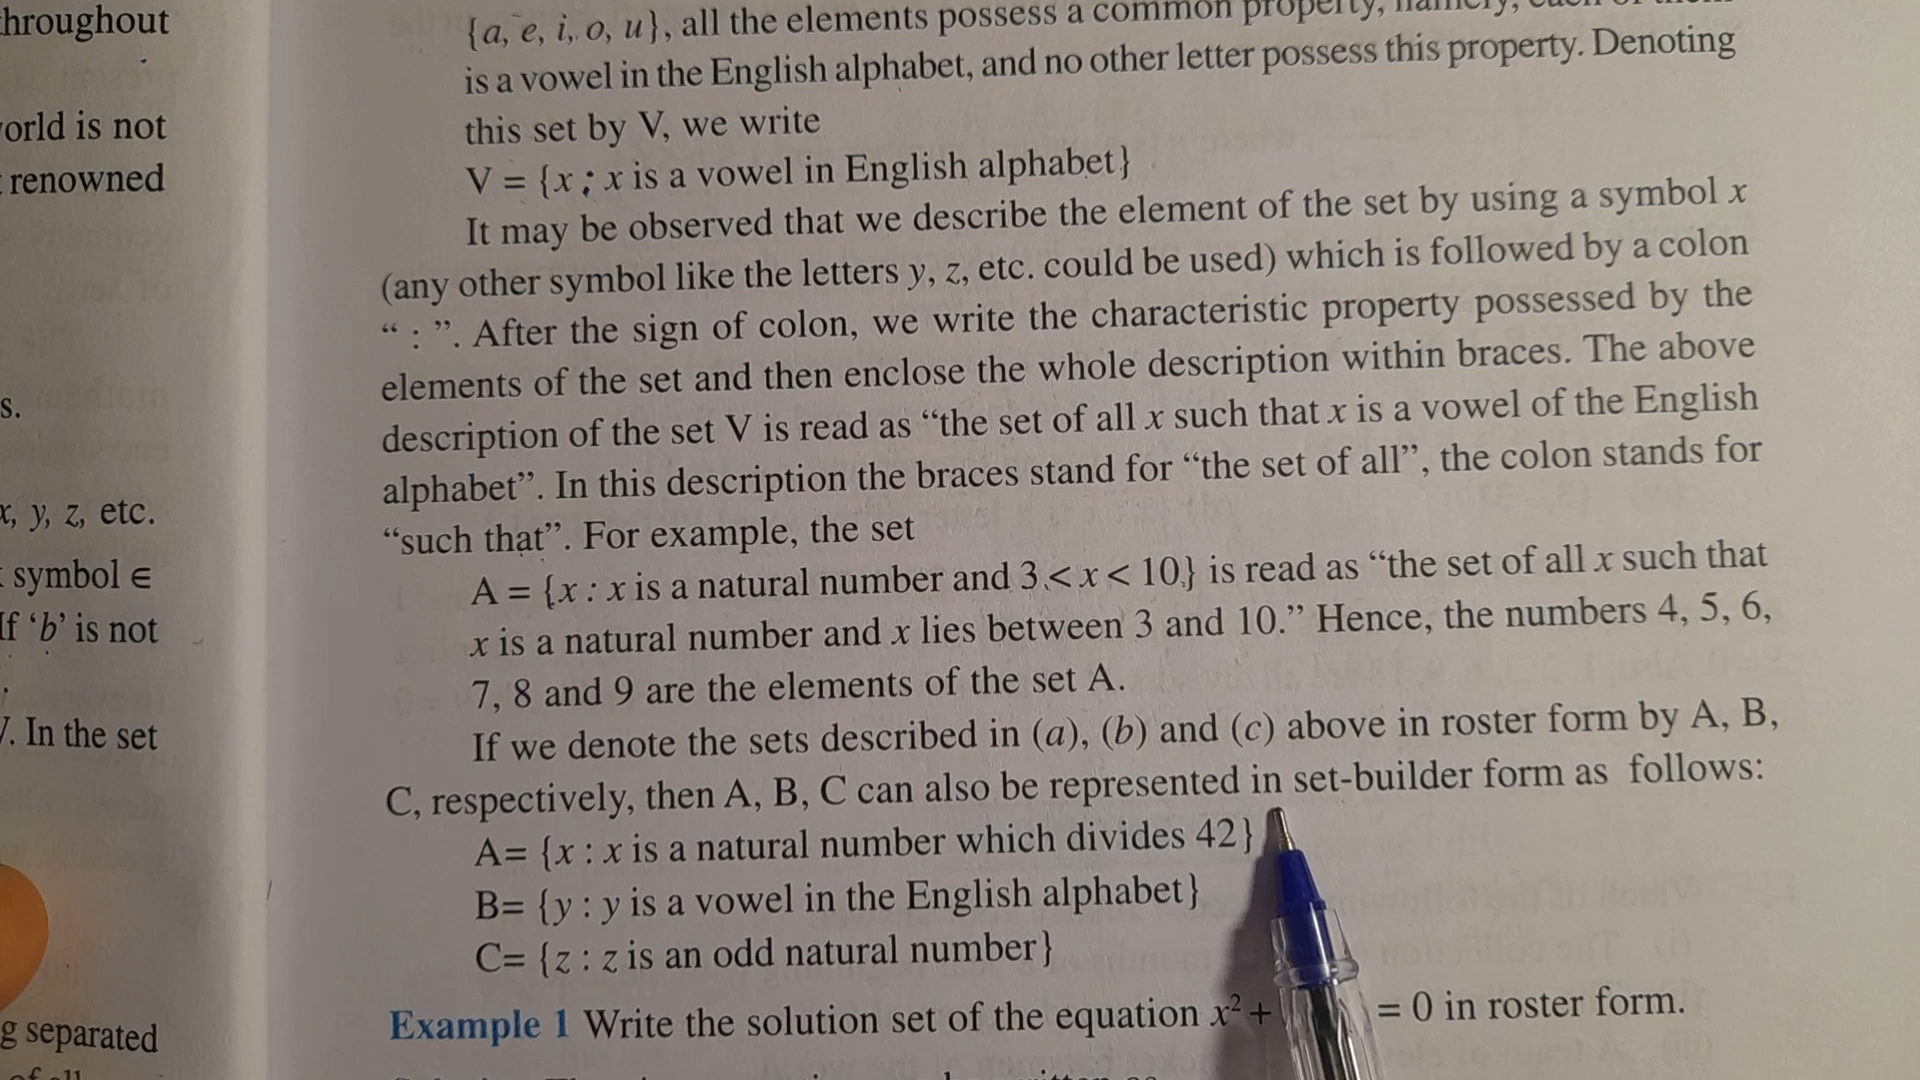 hroughout
orld is not
renowned
s.
x, y, z, etc.
symbol ∈
If ‘b’ is not
V. In the set
g separated
{a, e, i, o, u}, all the elements possess a common property, namely,
is a vowel in the English alphabet, and no other letter possess this property. Denoting
this set by V, we write
V = {x : x is a vowel in English alphabet}
It may be observed that we describe the element of the set by using a symbol x
(any other symbol like the letters y, z, etc. could be used) which is followed by a colon
“ : ”. After the sign of colon, we write the characteristic property possessed by the
elements of the set and then enclose the whole description within braces. The above
description of the set V is read as “the set of all x such that x is a vowel of the English
alphabet”. In this description the braces stand for “the set of all”, the colon stands for
“such that”. For example, the set
A = {x : x is a natural number and 3 < x < 10} is read as “the set of all x such that
x is a natural number and x lies between 3 and 10.” Hence, the numbers 4, 5, 6,
7, 8 and 9 are the elements of the set A.
If we denote the sets described in (a), (b) and (c) above in roster form by A, B,
C, respectively, then A, B, C can also be represented in set-builder form as follows:
A= {x : x is a natural number which divides 42}
B= {y : y is a vowel in the English alphabet}
C= {z : z is an odd natural number}
Example 1 Write the solution set of the equation x² + = 0 in roster form.